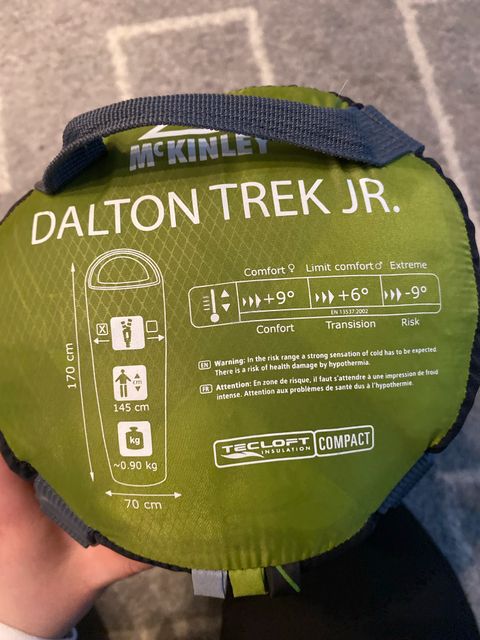 McKINLEY
DALTON TREK JR.
Comfort ♀ Limit comfort ♂ Extreme
+9° +6° -9°
EN 13537:2002
Confort Transision Risk
170 cm
X
cm
145 cm
kg
~0.90 kg
70 cm
EN Warning: In the risk range a strong sensation of cold has to be expected.
There is a risk of health damage by hypothermia.
FR Attention: En zone de risque, il faut s'attendre à une impression de froid
intense. Attention aux problèmes de santé dus à l'hypothermie.
TECLOFT COMPACT
INSULATION